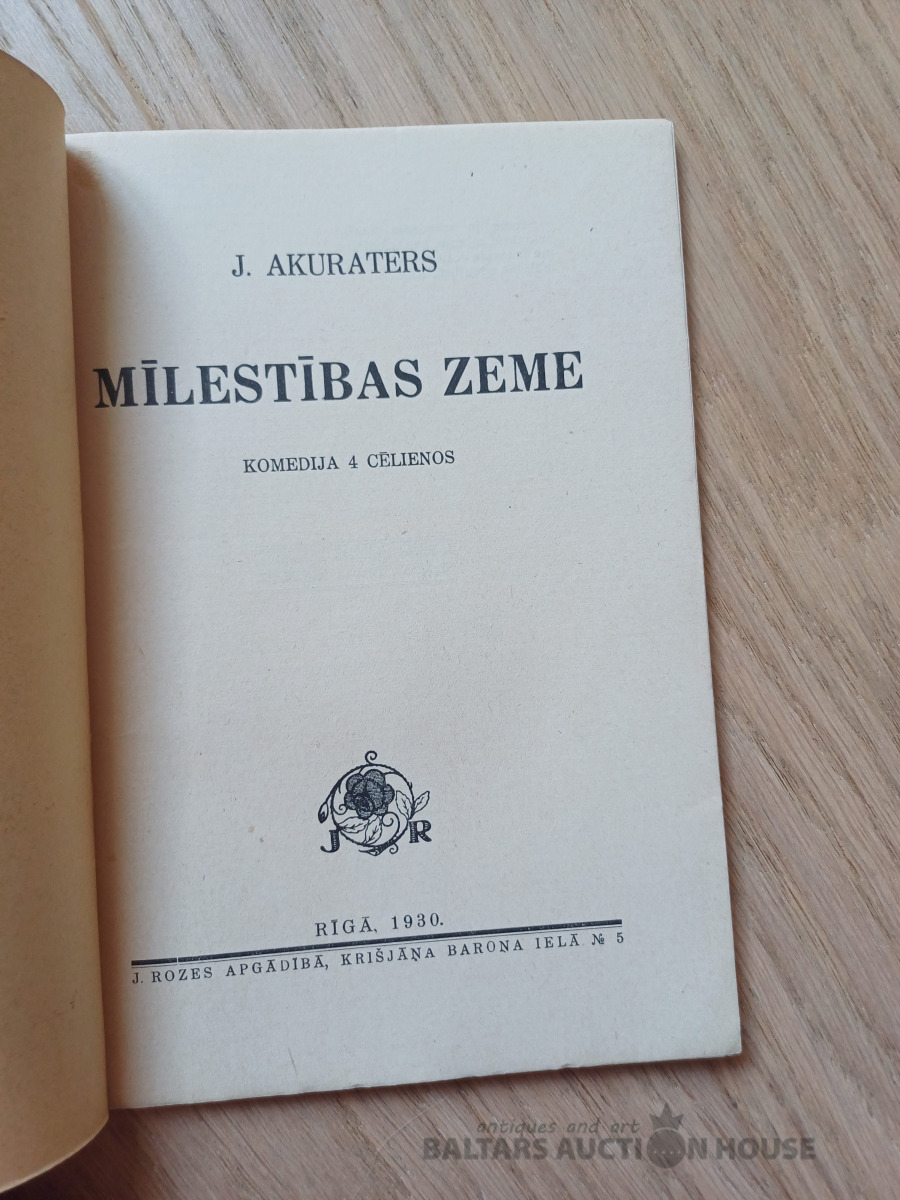 J. AKURATERS
MĪLESTĪBAS ZEME
KOMEDIJA 4 CĒLIENOS
J R
RĪGĀ, 1930.
J. ROZES APGĀDĪBĀ, KRIŠJĀŅA BAROŅA IELĀ № 5
antiques and art
BALTARS AUCTION HOUSE